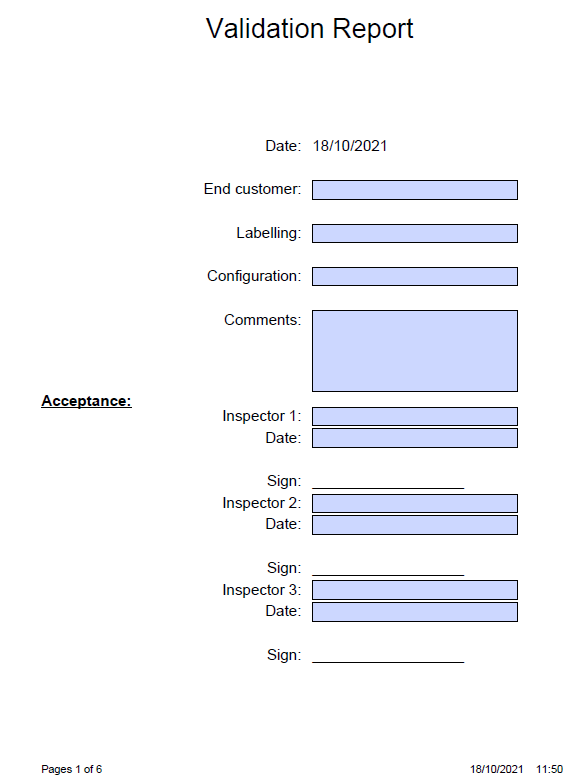 Validation Report
Date: 18/10/2021
End customer:
Labelling:
Configuration:
Comments:
Acceptance:
Inspector 1:
Date:
Sign:
Inspector 2:
Date:
Sign:
Inspector 3:
Date:
Sign:
Pages 1 of 6 18/10/2021 11:50